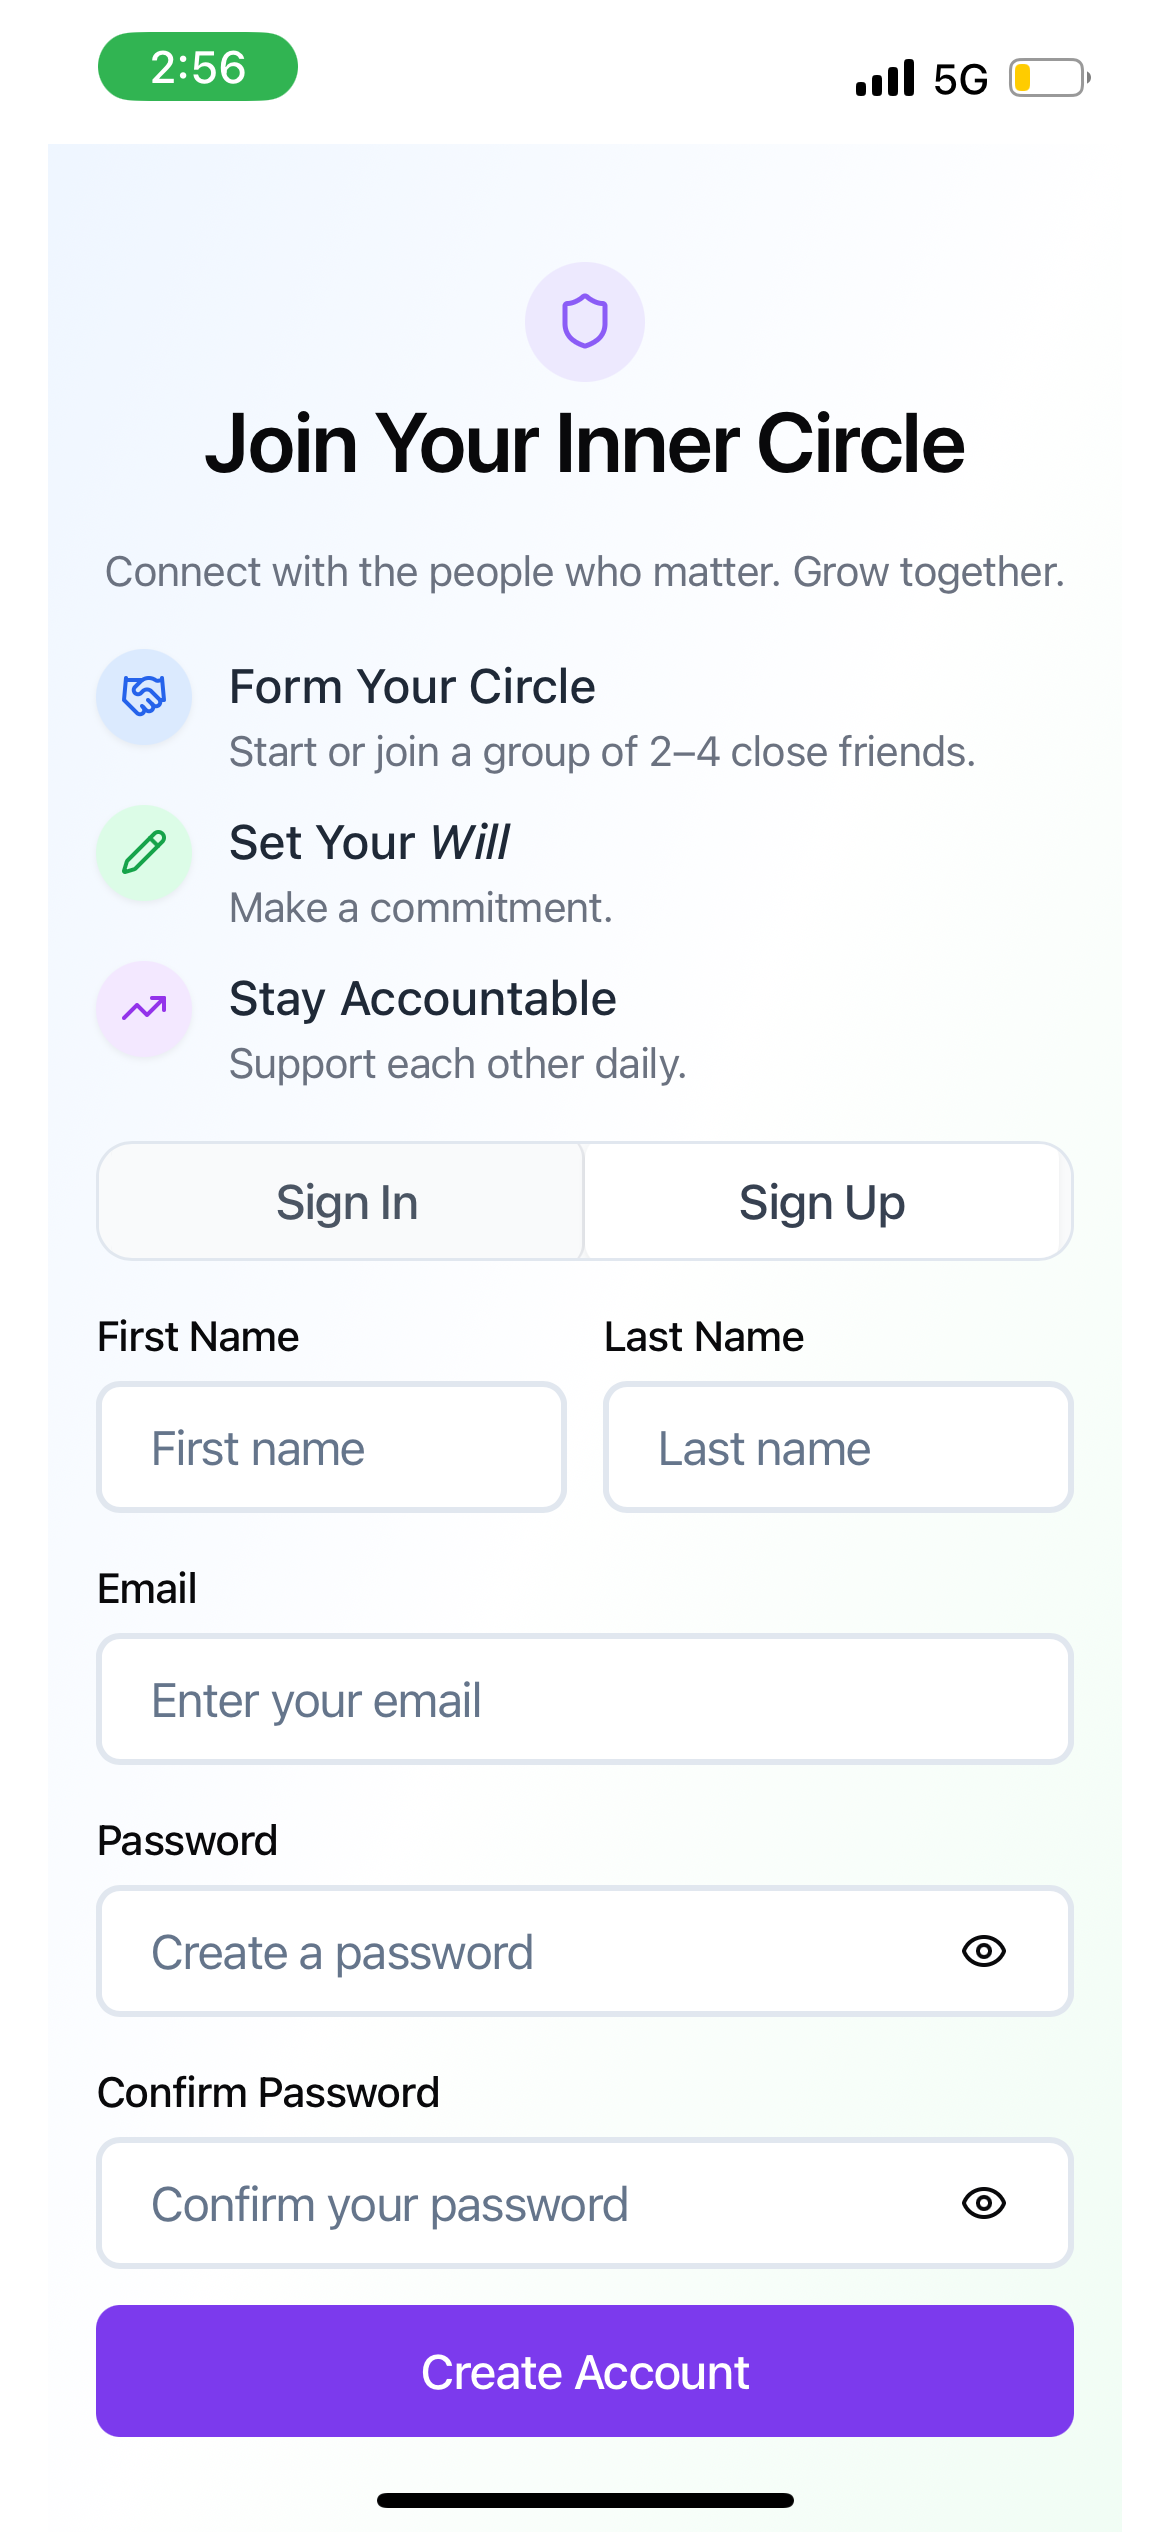 2:56 5G
Join Your Inner Circle
Connect with the people who matter. Grow together.
Form Your Circle
Start or join a group of 2–4 close friends.
Set Your Will
Make a commitment.
Stay Accountable
Support each other daily.
Sign In Sign Up
First Name Last Name
First name Last name
Email
Enter your email
Password
Create a password
Confirm Password
Confirm your password
Create Account